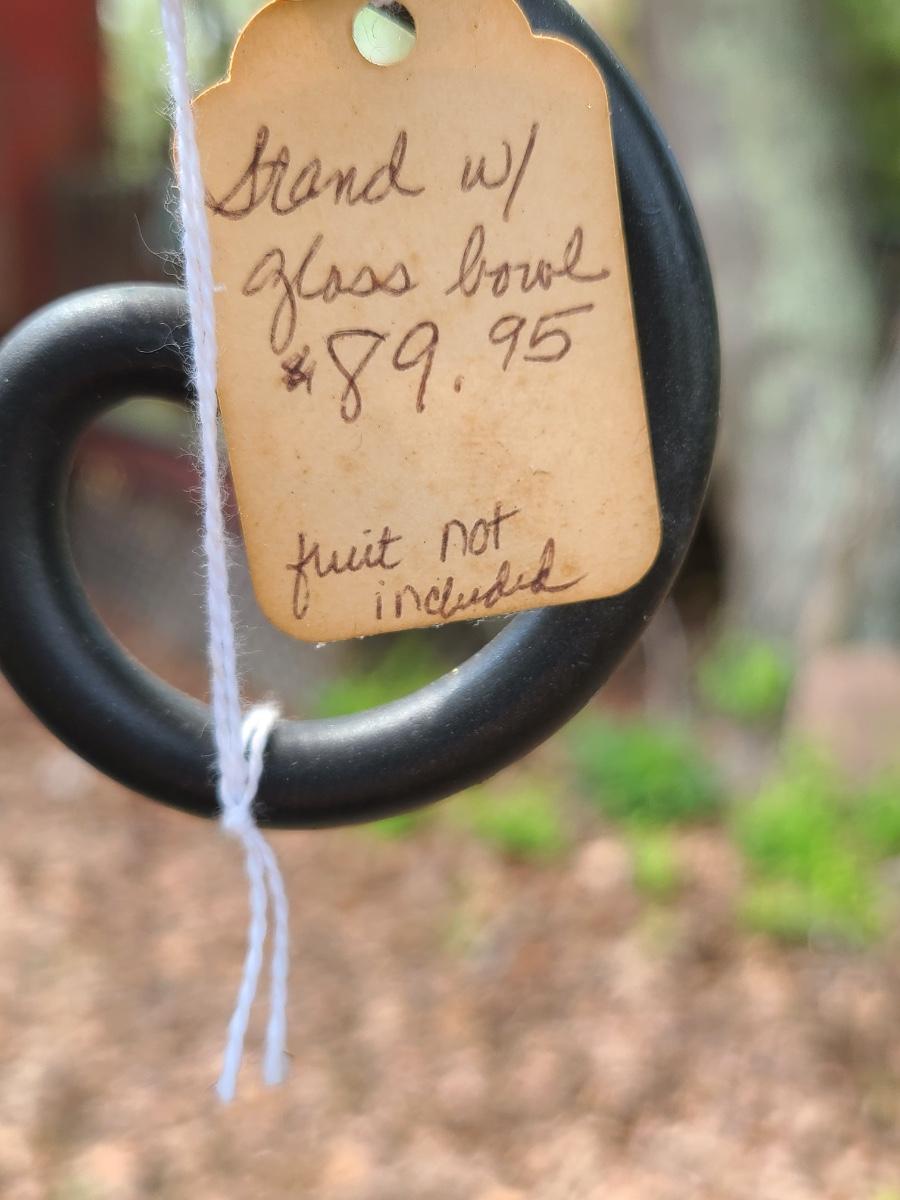 Stand w/
glass bowl
$89.95
fruit not
included